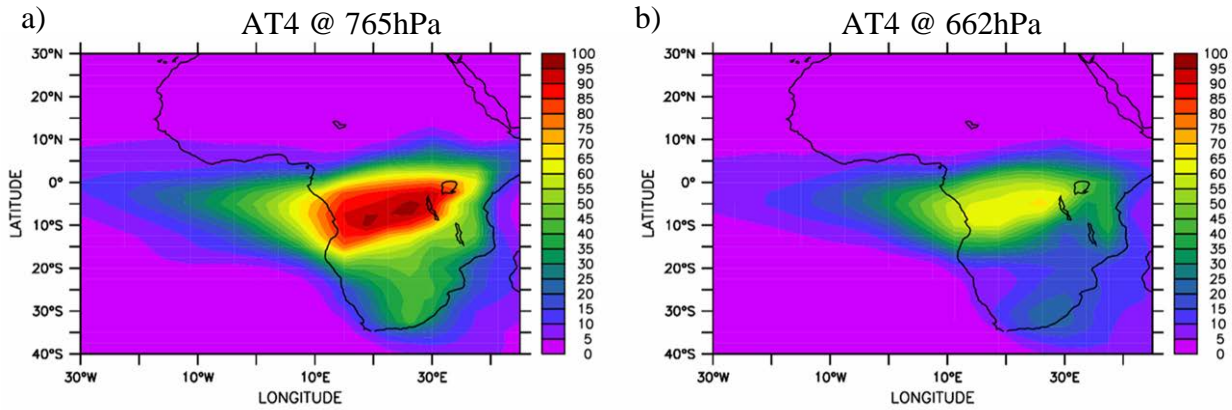 a) AT4 @ 765hPa
30°N
20°N
10°N
0°
10°S
20°S
30°S
40°S
LATITUDE
30°W
10°W
10°E
30°E
LONGITUDE
100
95
90
85
80
75
70
65
60
55
50
45
40
35
30
25
20
15
10
5
0
b) AT4 @ 662hPa
30°N
20°N
10°N
0°
10°S
20°S
30°S
40°S
LATITUDE
30°W
10°W
10°E
30°E
LONGITUDE
100
95
90
85
80
75
70
65
60
55
50
45
40
35
30
25
20
15
10
5
0